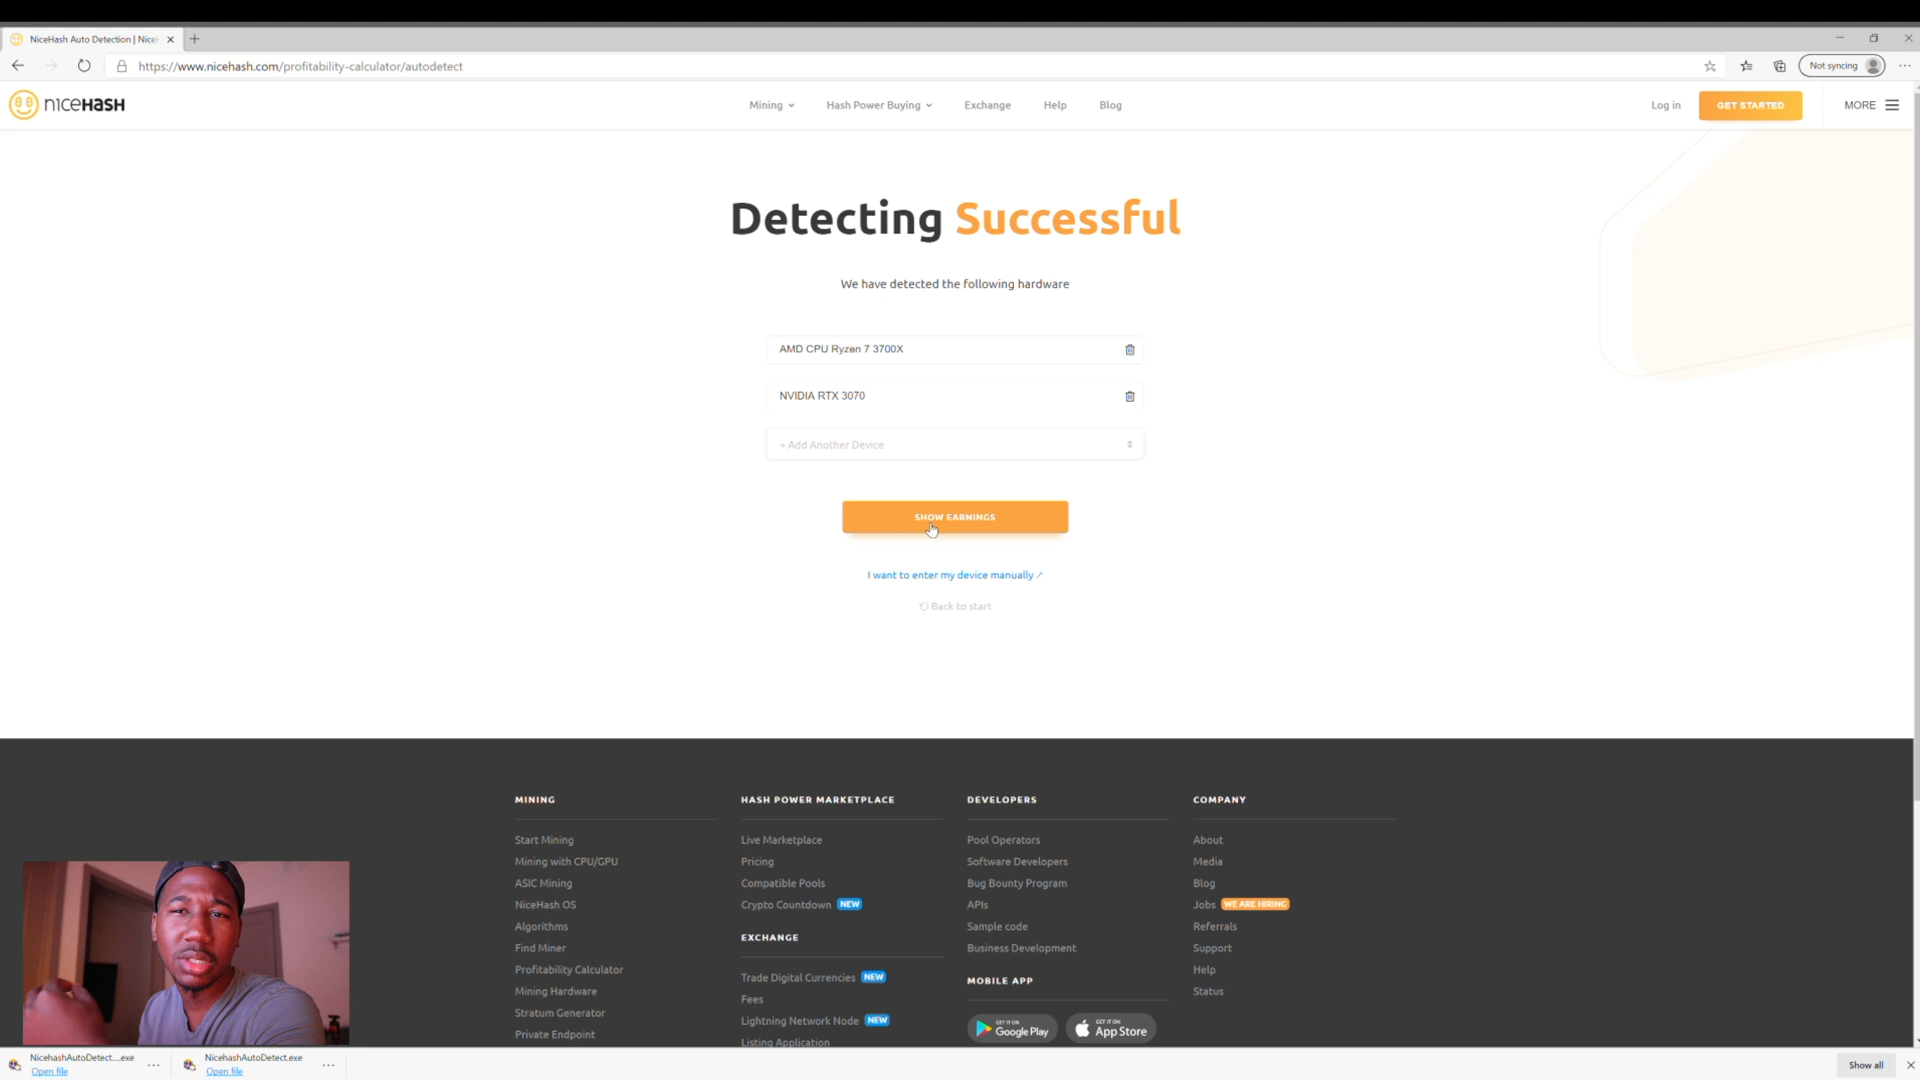 NiceHash Auto Detection | Nice
https://www.nicehash.com/profitability-calculator/autodetect
Not syncing
nicehash
Mining
Hash Power Buying
Exchange
Help
Blog
Log in
GET STARTED
MORE
Detecting Successful
We have detected the following hardware
AMD CPU Ryzen 7 3700X
NVIDIA RTX 3070
+ Add Another Device
SHOW EARNINGS
I want to enter my device manually
Back to start
MINING
Start Mining
Mining with CPU/GPU
ASIC Mining
NiceHash OS
Algorithms
Find Miner
Profitability Calculator
Mining Hardware
Stratum Generator
Private Endpoint
HASH POWER MARKETPLACE
Live Marketplace
Pricing
Compatible Pools
Crypto Countdown NEW
EXCHANGE
Trade Digital Currencies NEW
Fees
Lightning Network Node NEW
Listing Application
DEVELOPERS
Pool Operators
Software Developers
Bug Bounty Program
APIs
Sample code
Business Development
MOBILE APP
GET IT ON
Google Play
GET IT ON
App Store
COMPANY
About
Media
Blog
Jobs WE ARE HIRING
Referrals
Support
Help
Status
NicehashAutoDetect....exe
Open file
NicehashAutoDetect.exe
Open file
Show all